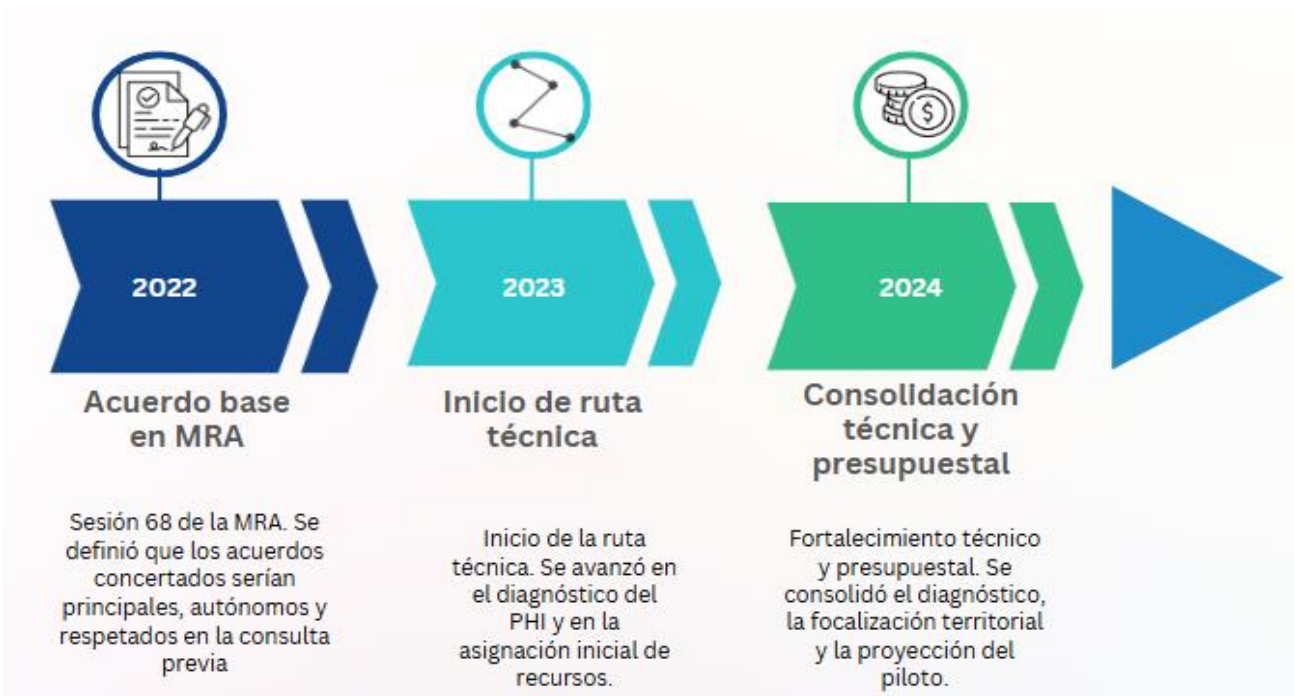 2022
Acuerdo base
en MRA
Sesión 68 de la MRA. Se
definió que los acuerdos
concertados serían
principales, autónomos y
respetados en la consulta
previa
2023
Inicio de ruta
técnica
Inicio de la ruta
técnica. Se avanzó en
el diagnóstico del
PHI y en la
asignación inicial de
recursos.
2024
Consolidación
técnica y
presupuestal
Fortalecimiento técnico
y presupuestal. Se
consolidó el diagnóstico,
la focalización territorial
y la proyección del
piloto.